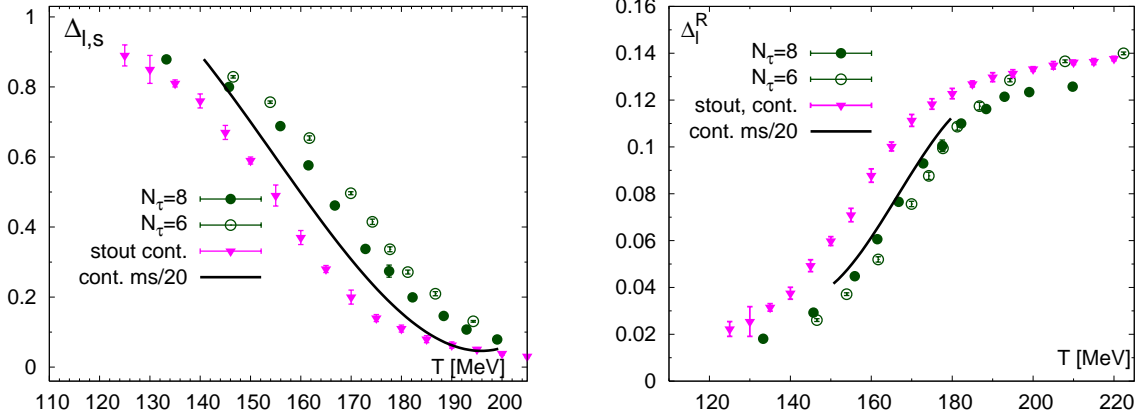 1
0.8
0.6
0.4
0.2
0
110 120 130 140 150 160 170 180 190 200
Δl,s
Nτ=8
Nτ=6
stout cont.
cont. ms/20
T [MeV]
0.16
0.14
0.12
0.1
0.08
0.06
0.04
0.02
0
120 140 160 180 200 220
ΔlR
Nτ=8
Nτ=6
stout, cont.
cont. ms/20
T [MeV]